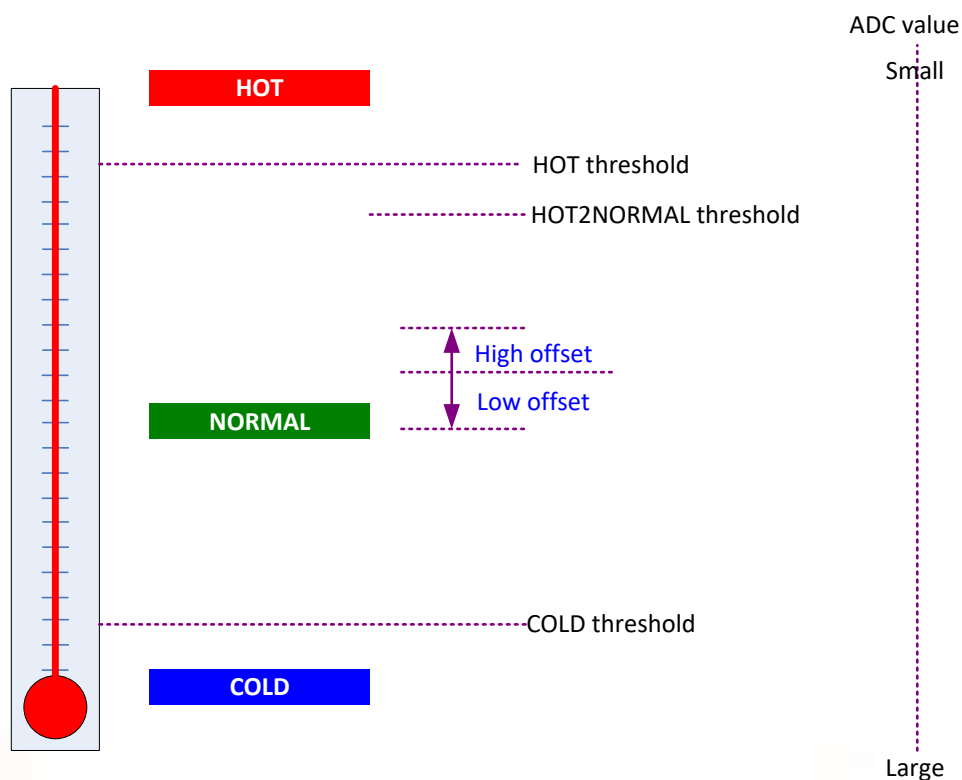 ADC value
Small
HOT
HOT threshold
HOT2NORMAL threshold
High offset
Low offset
NORMAL
COLD threshold
COLD
Large